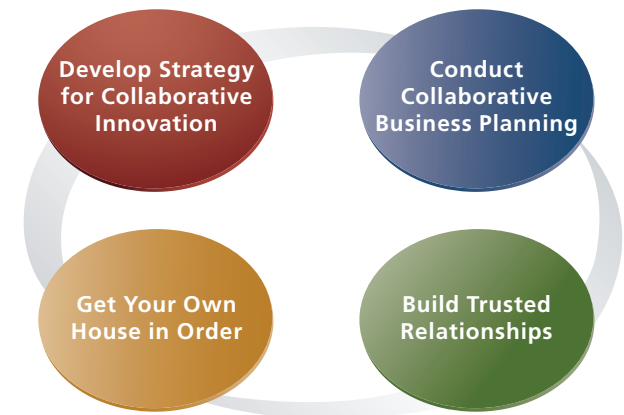 Develop Strategy
for Collaborative
Innovation
Conduct
Collaborative
Business Planning
Get Your Own
House in Order
Build Trusted
Relationships